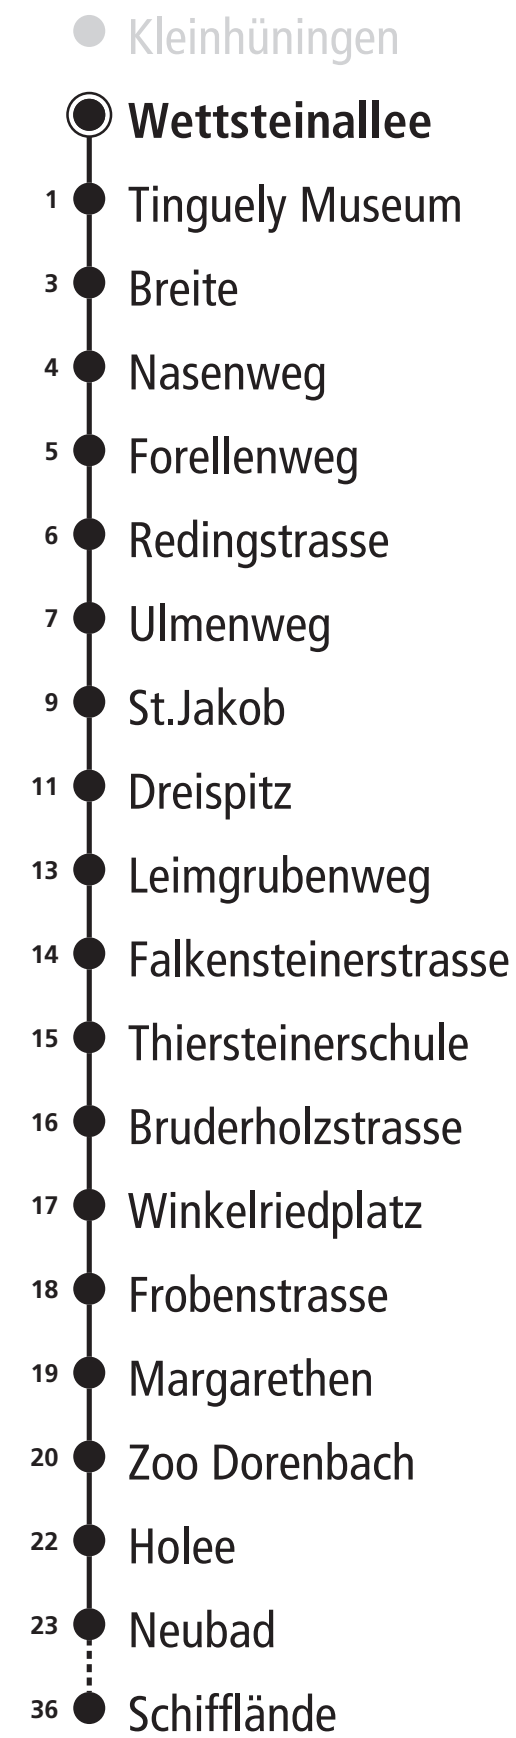 Kleinhüningen
Wettsteinallee
1 Tinguely Museum
3 Breite
4 Nasenweg
5 Forellenweg
6 Redingstrasse
7 Ulmenweg
9 St.Jakob
11 Dreispitz
13 Leimgrubenweg
14 Falkensteinerstrasse
15 Thiersteinerschule
16 Bruderholzstrasse
17 Winkelriedplatz
18 Frobenstrasse
19 Margarethen
20 Zoo Dorenbach
22 Holee
23 Neubad
36 Schifflände